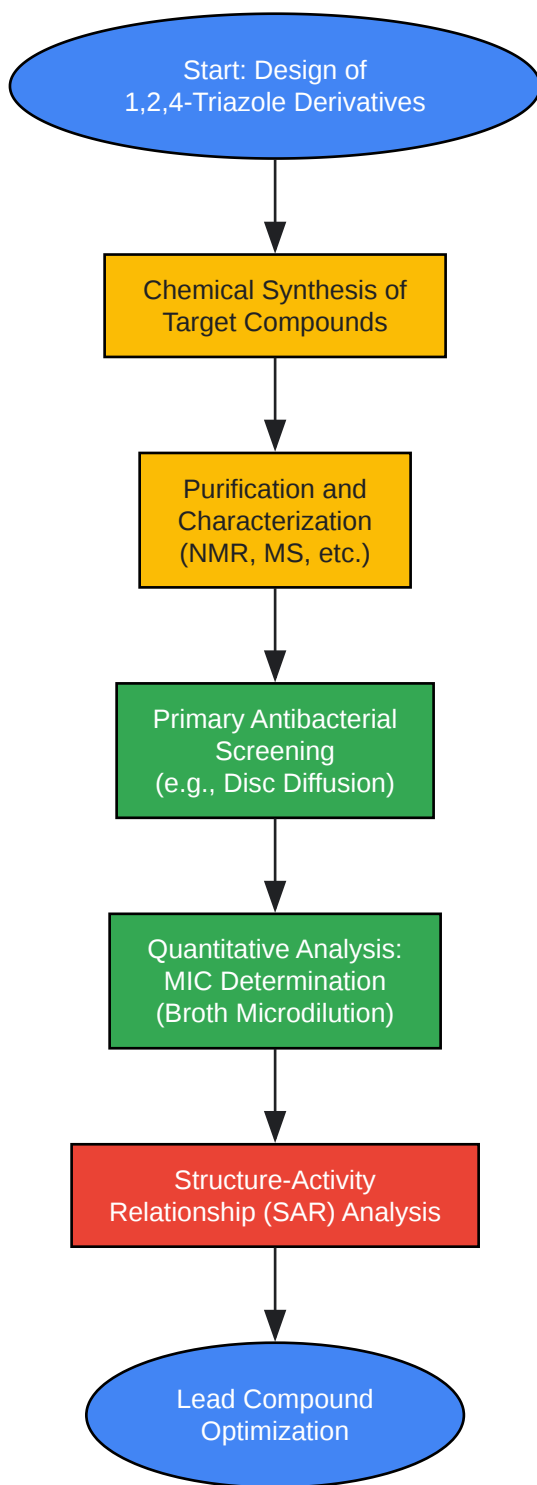 Start: Design of
1,2,4-Triazole Derivatives
Chemical Synthesis of
Target Compounds
Purification and
Characterization
(NMR, MS, etc.)
Primary Antibacterial
Screening
(e.g., Disc Diffusion)
Quantitative Analysis:
MIC Determination
(Broth Microdilution)
Structure-Activity
Relationship (SAR) Analysis
Lead Compound
Optimization